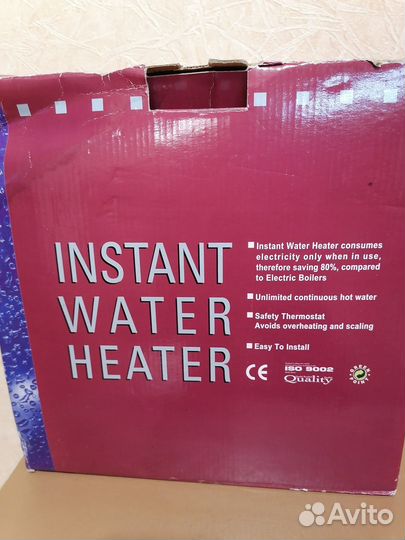 INSTANT
WATER
HEATER
Instant Water Heater consumes
electricity only when in use,
therefore saving 80%, compared
to Electric Boilers
Unlimited continuous hot water
Safety Thermostat
Avoids overheating and scaling
Easy To Install
CE
ISO 9002
Quality
Avito